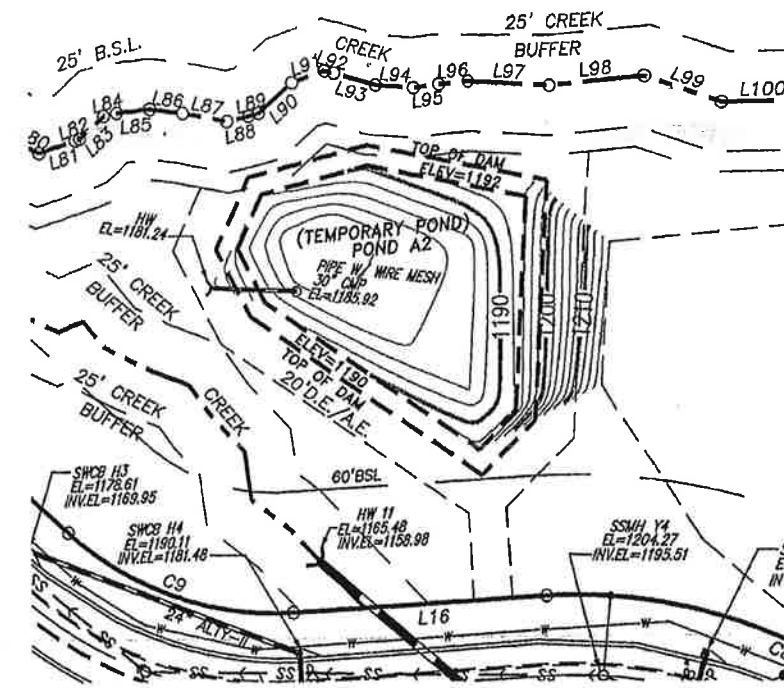 25' CREEK
BUFFER
25' B.S.L.
CREEK
L92
L93
L94
L95
L96
L97
L98
L99
L100
L81
L82
L83
L84
L85
L86
L87
L88
L89
L90
TOP OF DAM
ELEV=1192
HW
EL=1181.24
(TEMPORARY POND)
POND A2
PIPE W/ WIRE MESH
30" CMP
EL=1185.92
1190
1200
1210
25' CREEK
BUFFER
ELEV=1190
TOP OF DAM
20' D.E./A.E.
25' CREEK
BUFFER
CREEK
60'BSL
SWCB H3
EL=1178.61
INV.EL=1169.95
SWCB H4
EL=1190.11
INV.EL=1181.48
HW 11
EL=1165.48
INV.EL=1158.98
SSMH Y4
EL=1204.27
INV.EL=1195.51
C9
L16
W
W
W
W
W
SS
SS
SS
SS
SS